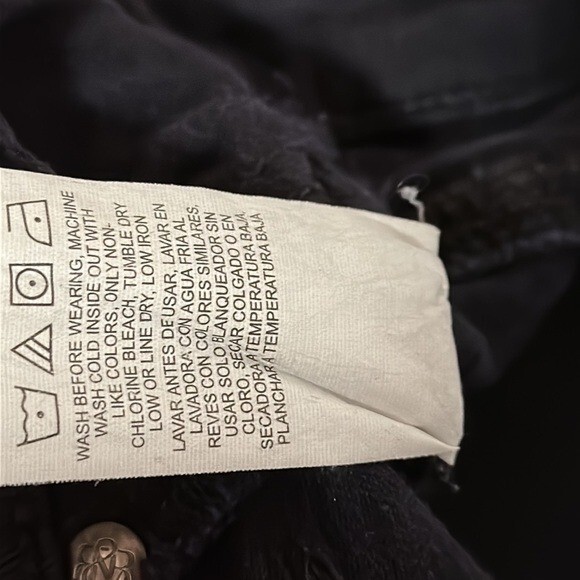 WASH BEFORE WEARING, MACHINE
WASH COLD INSIDE OUT WITH
LIKE COLORS, ONLY NON-
CHLORINE BLEACH, TUMBLE DRY
LOW OR LINE DRY, LOW IRON
LAVAR ANTES DE USAR, LAVAR EN
LAVADORA CON AGUA FRIA AL
REVES CON COLORES SIMILARES,
USAR SOLO BLANQUEADOR SIN
CLORO, SECAR COLGADO O EN
SECADORA A TEMPERATURA BAJA,
PLANCHAR A TEMPERATURA BAJA